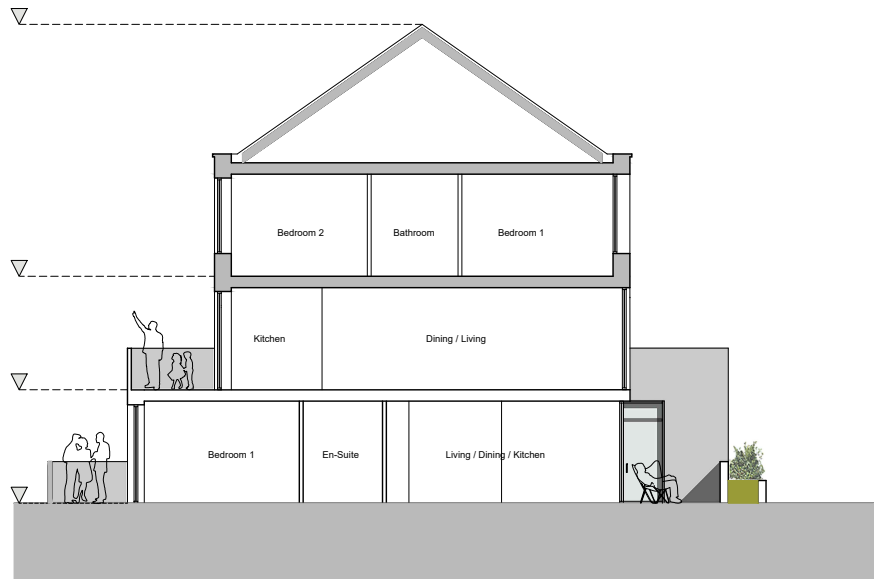 Bedroom 2
Bathroom
Bedroom 1
Kitchen
Dining / Living
Bedroom 1
En-Suite
Living / Dining / Kitchen